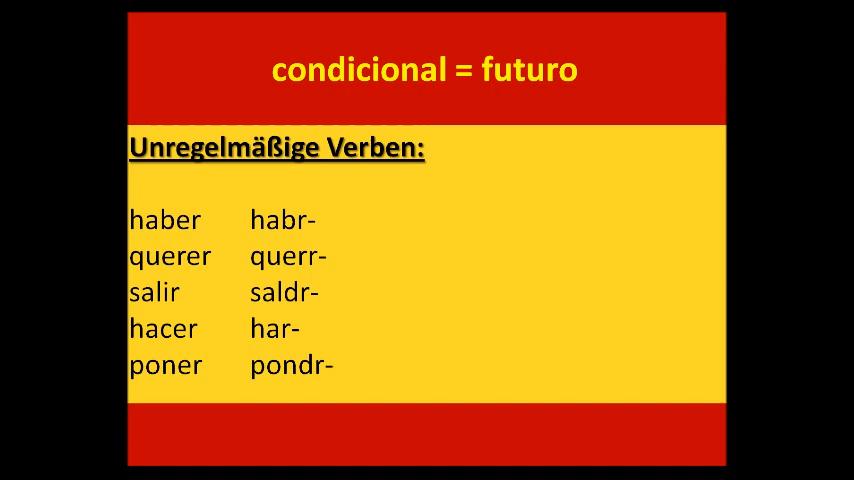 condicional = futuro
Unregelmäßige Verben:
haber habr-
querer querr-
salir saldr-
hacer har-
poner pondr-